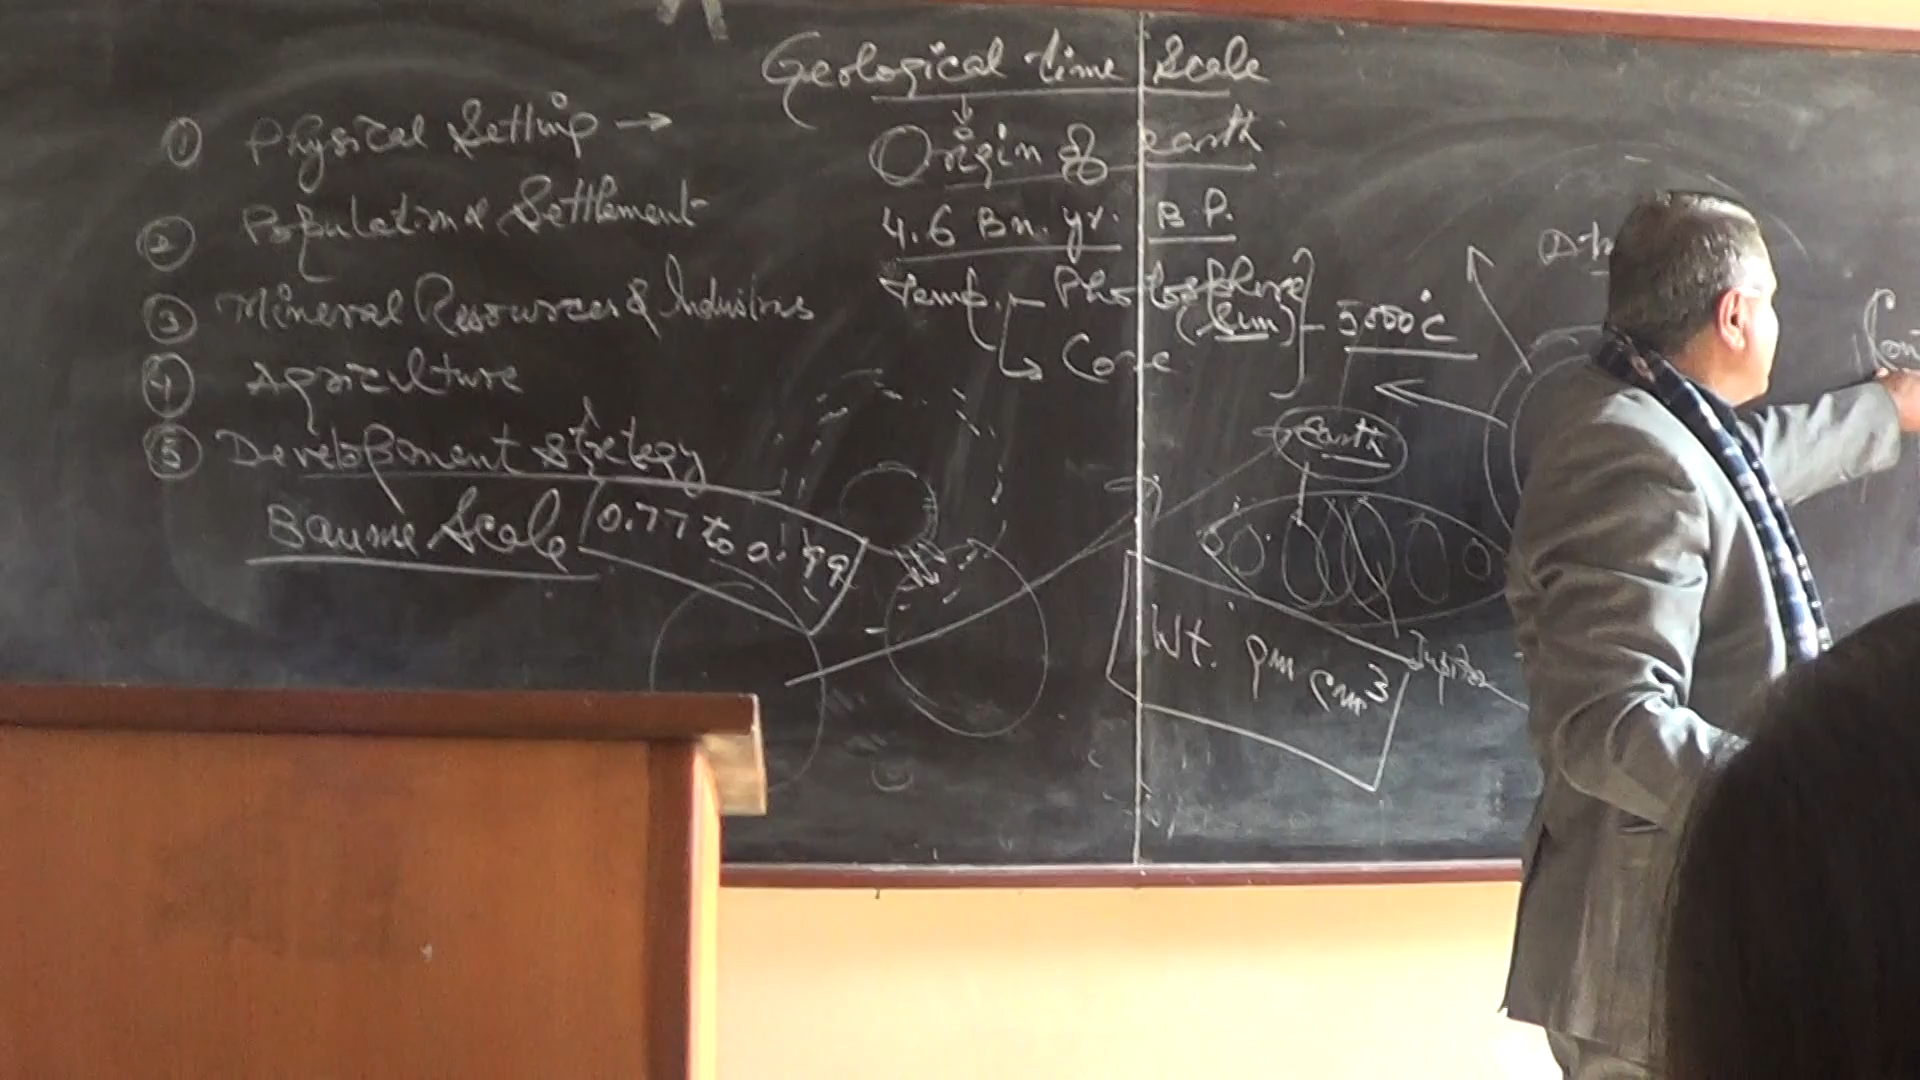 Geological time Scale
Origin of earth
4.6 Bn. yr. B.P.
Temp. Photosphere (Sun) 5000°C
Core
① Physical Setting →
② Population & Settlement
③ Mineral Resources & Industries
④ Agriculture
⑤ Development strategy
Baume Scale 0.77 to 0.99
Earth
Wt. gm cm³
Jupiter